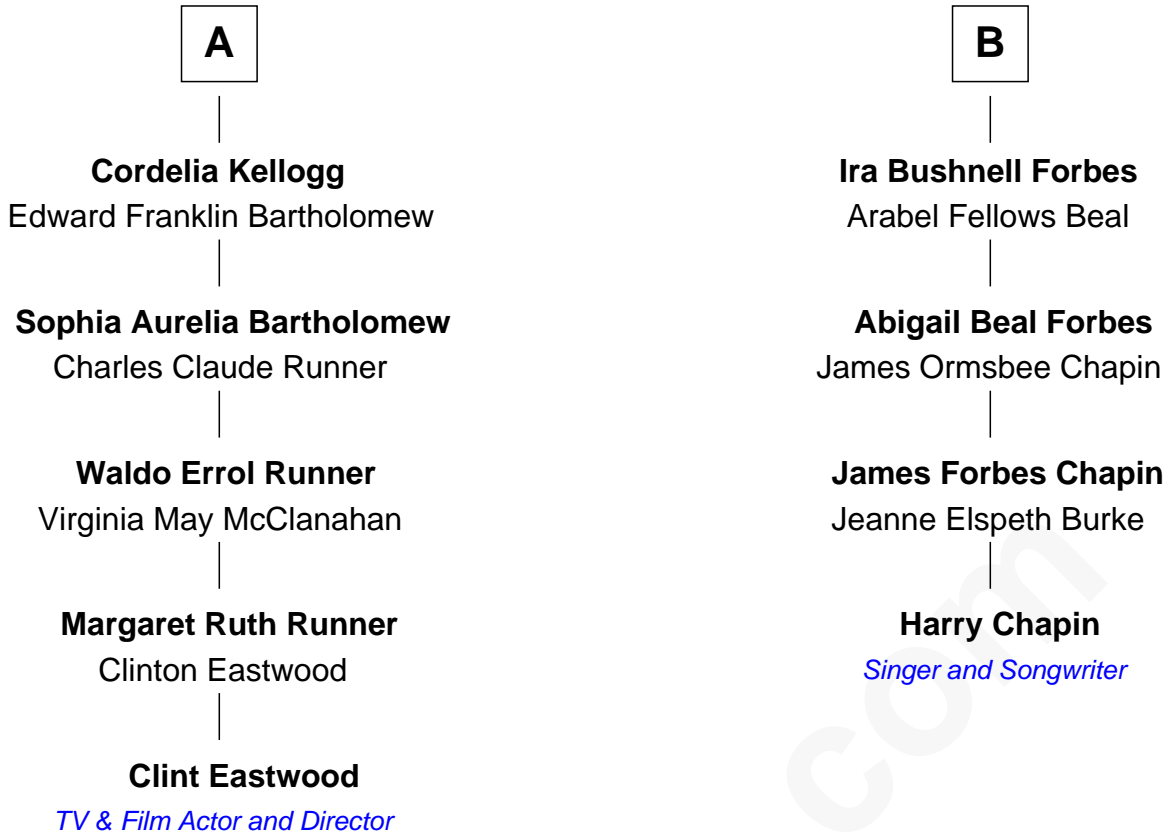 A
Cordelia Kellogg
Edward Franklin Bartholomew
Sophia Aurelia Bartholomew
Charles Claude Runner
Waldo Errol Runner
Virginia May McClanahan
Margaret Ruth Runner
Clinton Eastwood
Clint Eastwood
TV & Film Actor and Director
B
Ira Bushnell Forbes
Arabel Fellows Beal
Abigail Beal Forbes
James Ormsbee Chapin
James Forbes Chapin
Jeanne Elspeth Burke
Harry Chapin
Singer and Songwriter
com